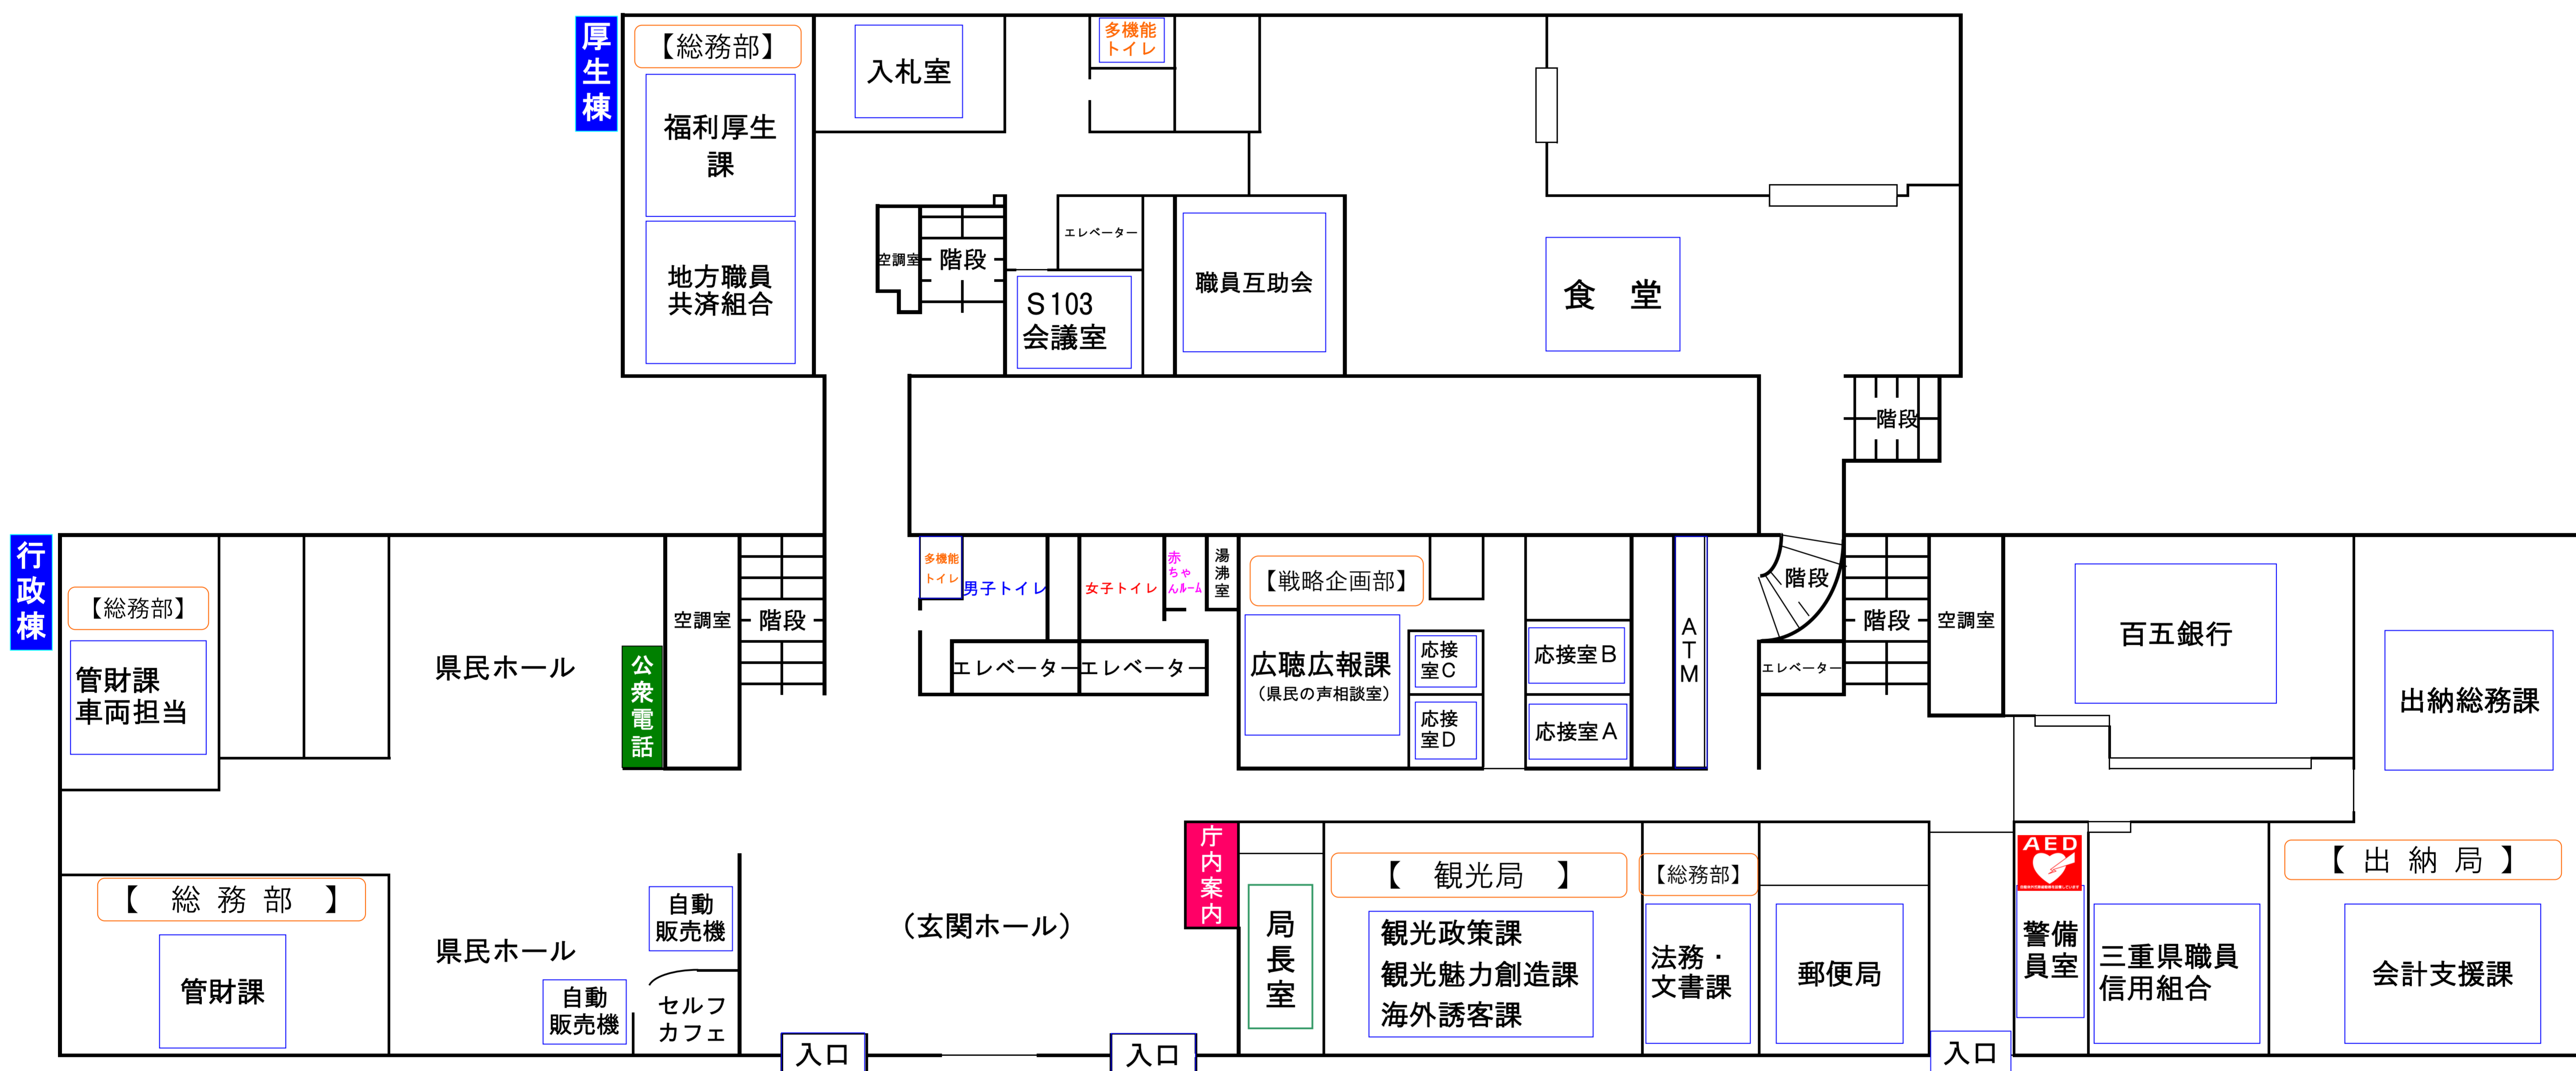 厚生棟
【総務部】
福利厚生
課
地方職員
共済組合
入札室
多機能
トイレ
空調室
階段
エレベーター
S103
会議室
職員互助会
食 堂
階段
行政棟
【総務部】
管財課
車両担当
県民ホール
公衆電話
空調室
階段
多機能
トイレ
男子トイレ
女子トイレ
赤
ちゃ
んルーム
湯沸室
エレベーター
エレベーター
【戦略企画部】
広聴広報課
(県民の声相談室)
応接
室C
応接
室D
応接室B
応接室A
ATM
階段
エレベーター
階段
空調室
百五銀行
出納総務課
【 総 務 部 】
管財課
県民ホール
自動
販売機
自動
販売機
セルフ
カフェ
(玄関ホール)
入口
入口
庁内案内
局長室
【 観光局 】
観光政策課
観光魅力創造課
海外誘客課
【総務部】
法務・
文書課
郵便局
入口
AED
警備
員室
三重県職員
信用組合
【 出 納 局 】
会計支援課